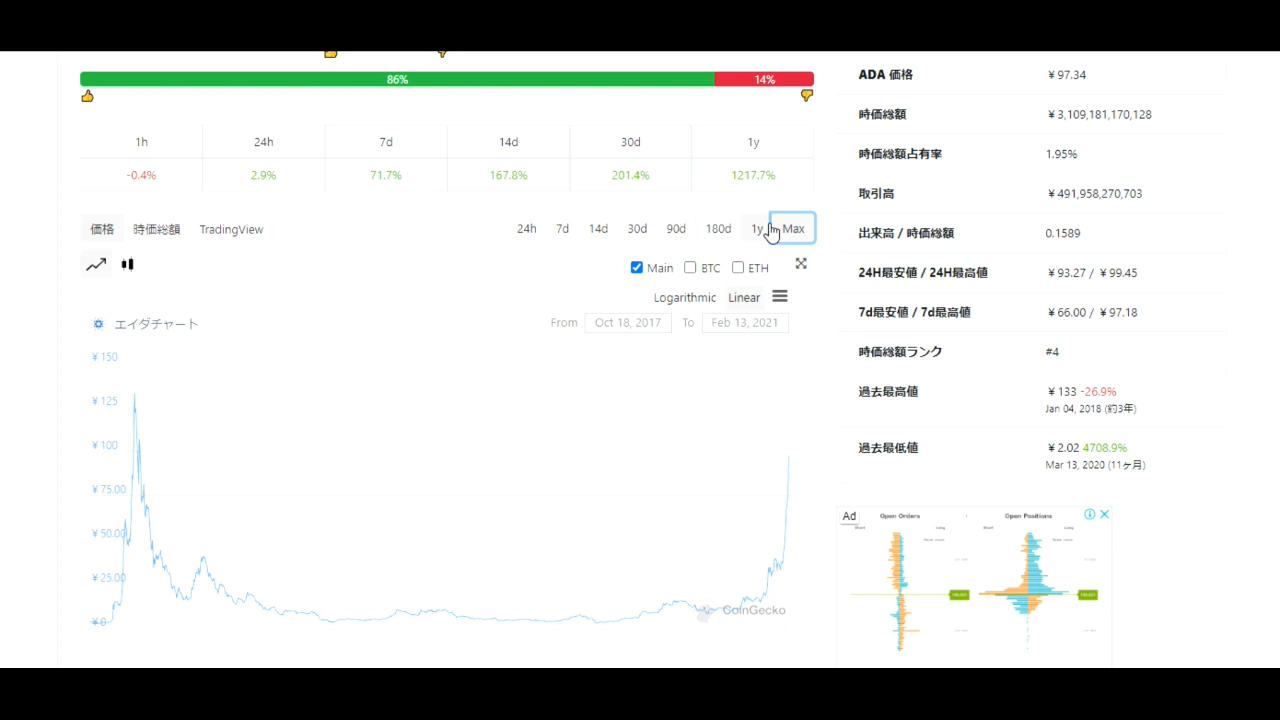 86%
14%
1h 24h 7d 14d 30d 1y
-0.4% 2.9% 71.7% 167.8% 201.4% 1217.7%
価格 時価総額 TradingView 24h 7d 14d 30d 90d 180d 1y Max
Main BTC ETH
Logarithmic Linear
エイダチャート From Oct 18, 2017 To Feb 13, 2021
¥150
¥125
¥100
¥75.00
¥50.00
¥25.00
¥0
CoinGecko
ADA 価格 ¥97.34
時価総額 ¥3,109,181,170,128
時価総額占有率 1.95%
取引高 ¥491,958,270,703
出来高 / 時価総額 0.1589
24H最安値 / 24H最高値 ¥93.27 / ¥99.45
7d最安値 / 7d最高値 ¥66.00 / ¥97.18
時価総額ランク #4
過去最高値 ¥133 -26.9%
Jan 04, 2018 (約3年)
過去最低値 ¥2.02 4708.9%
Mar 13, 2020 (11ヶ月)
Ad Open Orders Open Positions
Short Long Short Long